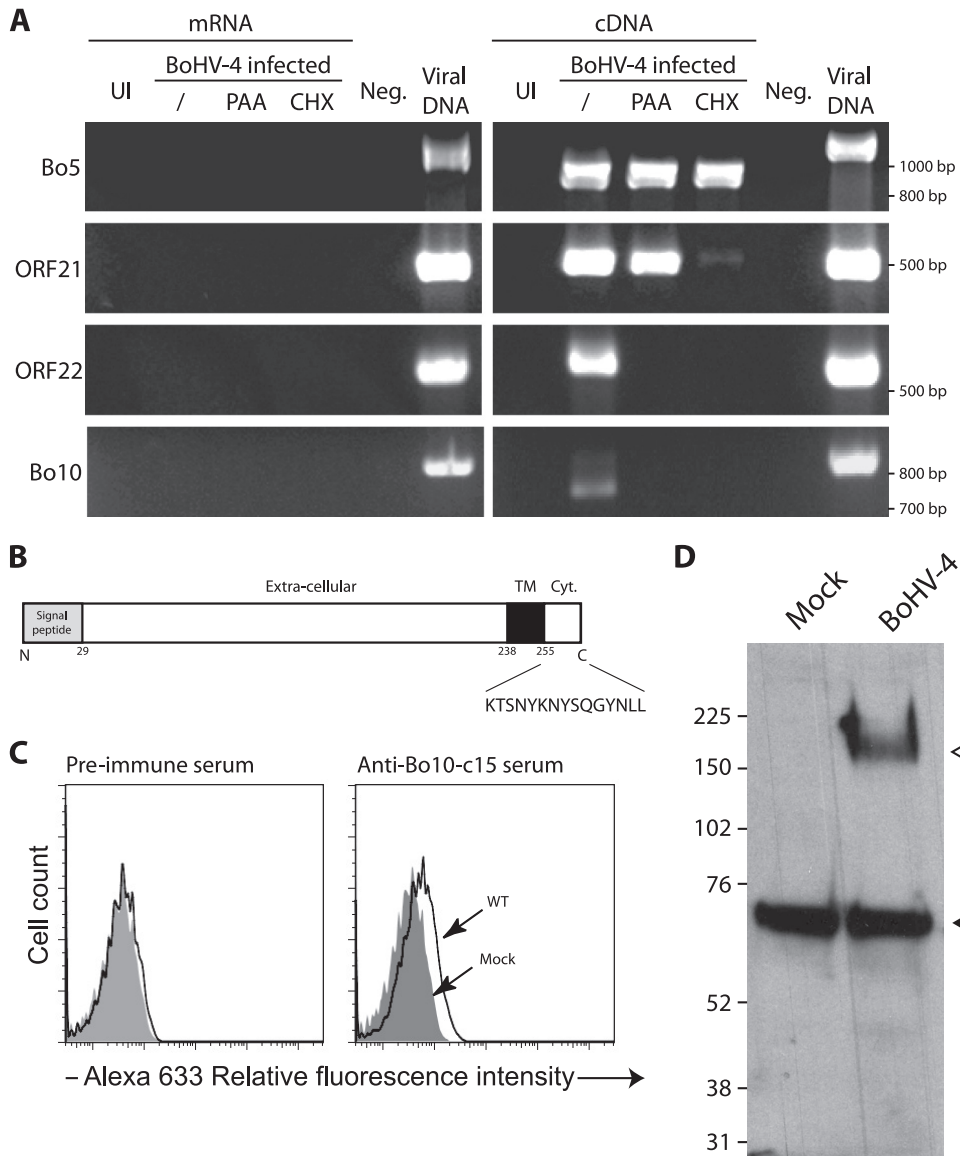 A
mRNA
cDNA
UI
BoHV-4 infected
/ PAA CHX
Neg.
Viral DNA
UI
BoHV-4 infected
/ PAA CHX
Neg.
Viral DNA
Bo5
1000 bp
800 bp
ORF21
500 bp
ORF22
500 bp
Bo10
800 bp
700 bp
B
Extra-cellular
TM
Cyt.
Signal peptide
N
29
238
255
C
KTSNYKNYSQGYNLL
C
Pre-immune serum
Anti-Bo10-c15 serum
Cell count
WT
Mock
Alexa 633 Relative fluorescence intensity
D
Mock
BoHV-4
225
150
102
76
52
38
31